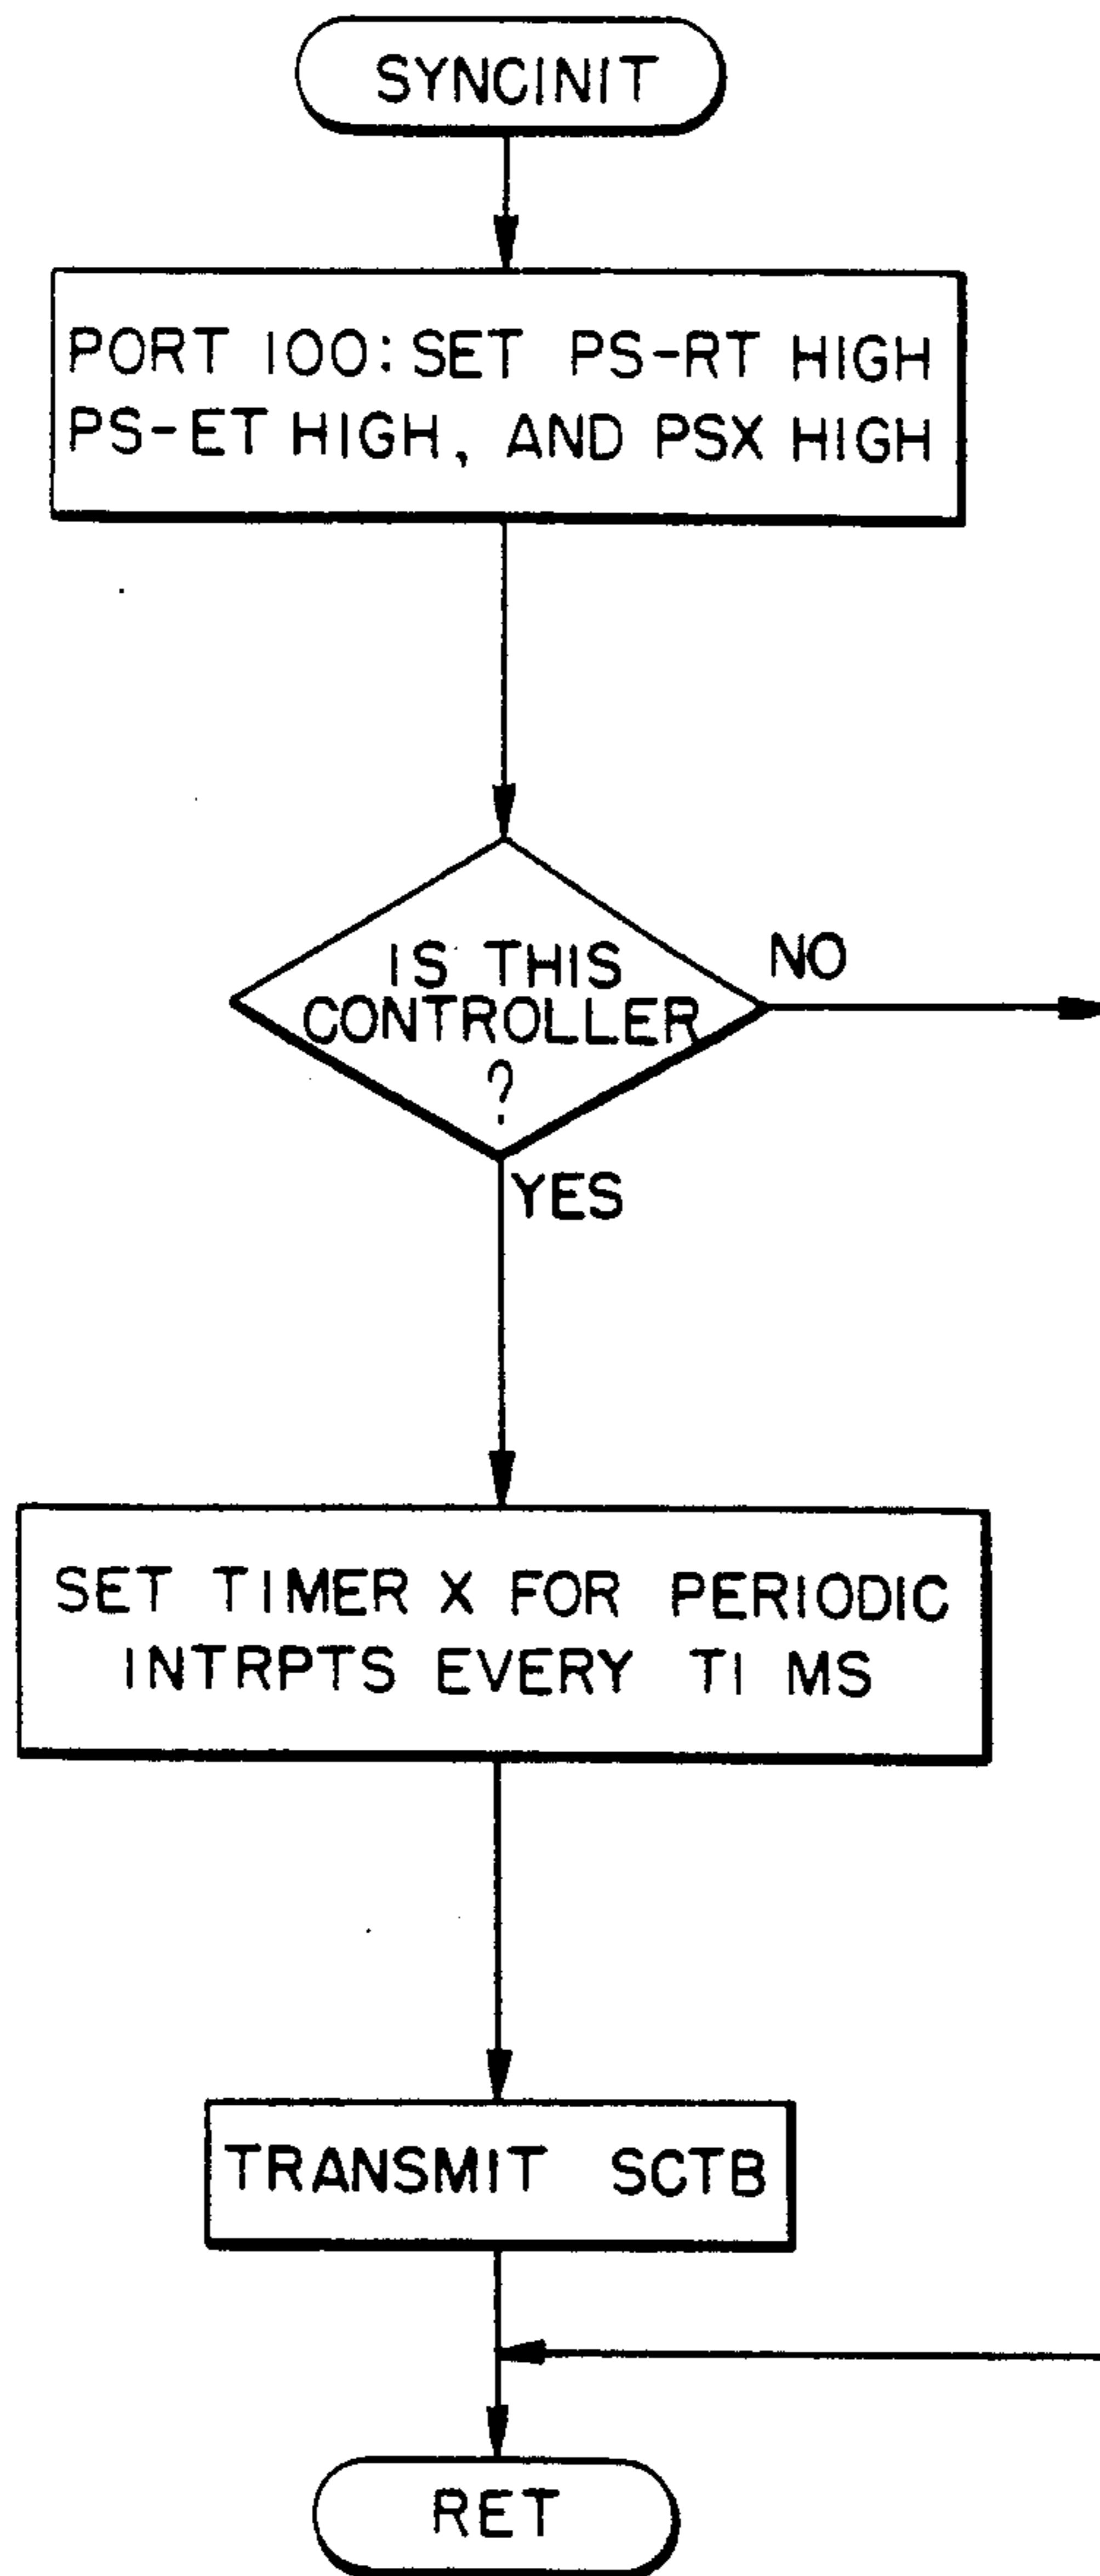 SYNCINIT
PORT 100: SET PS-RT HIGH
PS-ET HIGH, AND PSX HIGH
IS THIS
CONTROLLER
?
NO
YES
SET TIMER X FOR PERIODIC
INTRPTS EVERY T1 MS
TRANSMIT SCTB
RET